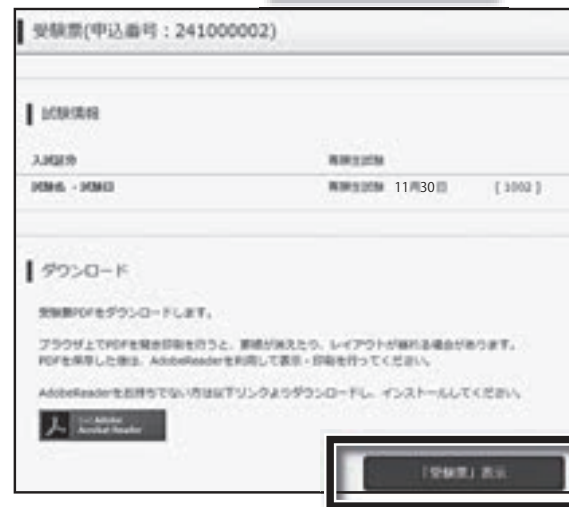 受験票(申込番号：241000002)
試験情報
入試区分 専願生試験
試験名・試験日 専願生試験 11月30日 [1002]
ダウンロード
受験票PDFをダウンロードします。
ブラウザ上でPDFを開き印刷を行うと、罫線が消えたり、レイアウトが崩れる場合があります。
PDFを保存した後は、AdobeReaderを利用して表示・印刷を行ってください。
AdobeReaderをお持ちでない方は以下リンクよりダウンロードし、インストールしてください。
Get Adobe
Acrobat Reader
「受験票」表示